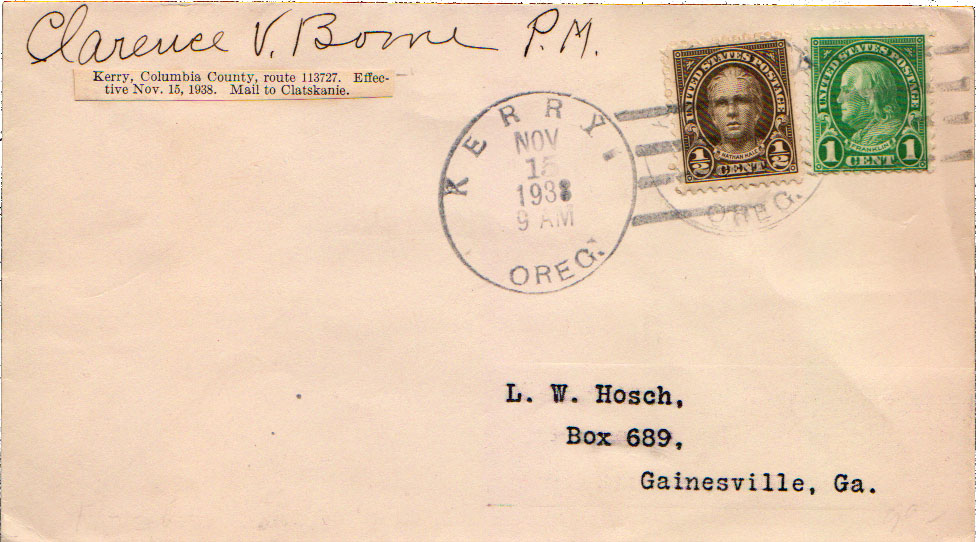 Clarence V. Bowe P.M.
Kerry, Columbia County, route 113727. Effec-
tive Nov. 15, 1938. Mail to Clatskanie.
KERRY
NOV
15
1938
9 AM
OREG.
UNITED STATES POSTAGE
NATHAN HALE
1/2 CENT 1/2
UNITED STATES POSTAGE
FRANKLIN
1 CENT 1
OREG.
L. W. Hosch,
Box 689,
Gainesville, Ga.